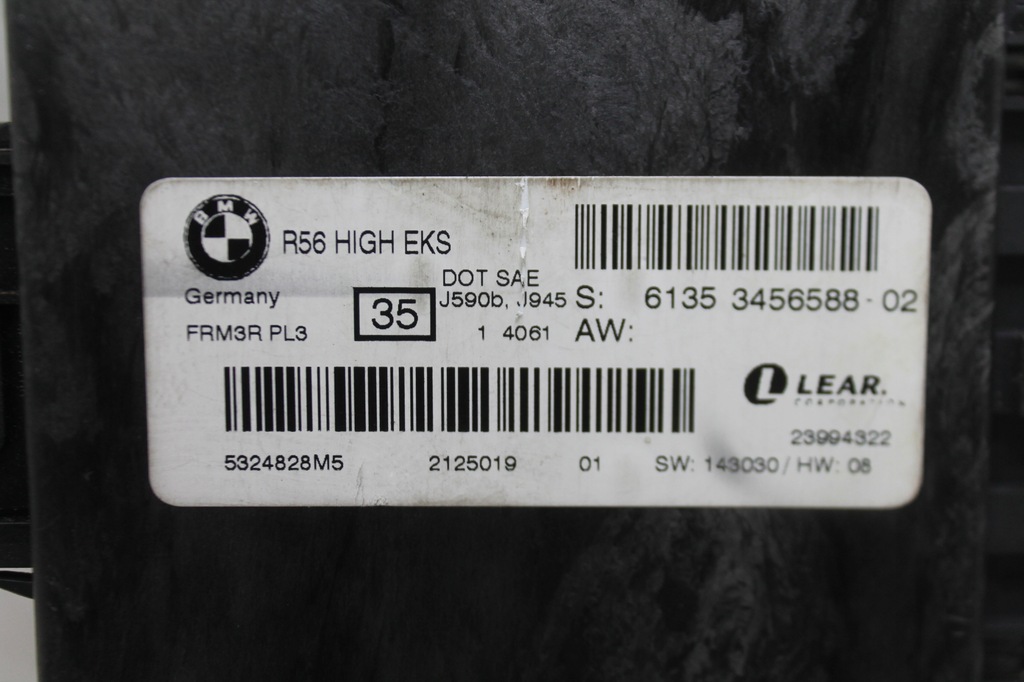 BMW
R56 HIGH EKS
Germany
FRM3R PL3
35
DOT SAE
J590b, J945
1 4061
S: 6135 3456588-02
AW:
LEAR.
CORPORATION
23994322
5324828M5 2125019 01 SW: 143030/HW: 08